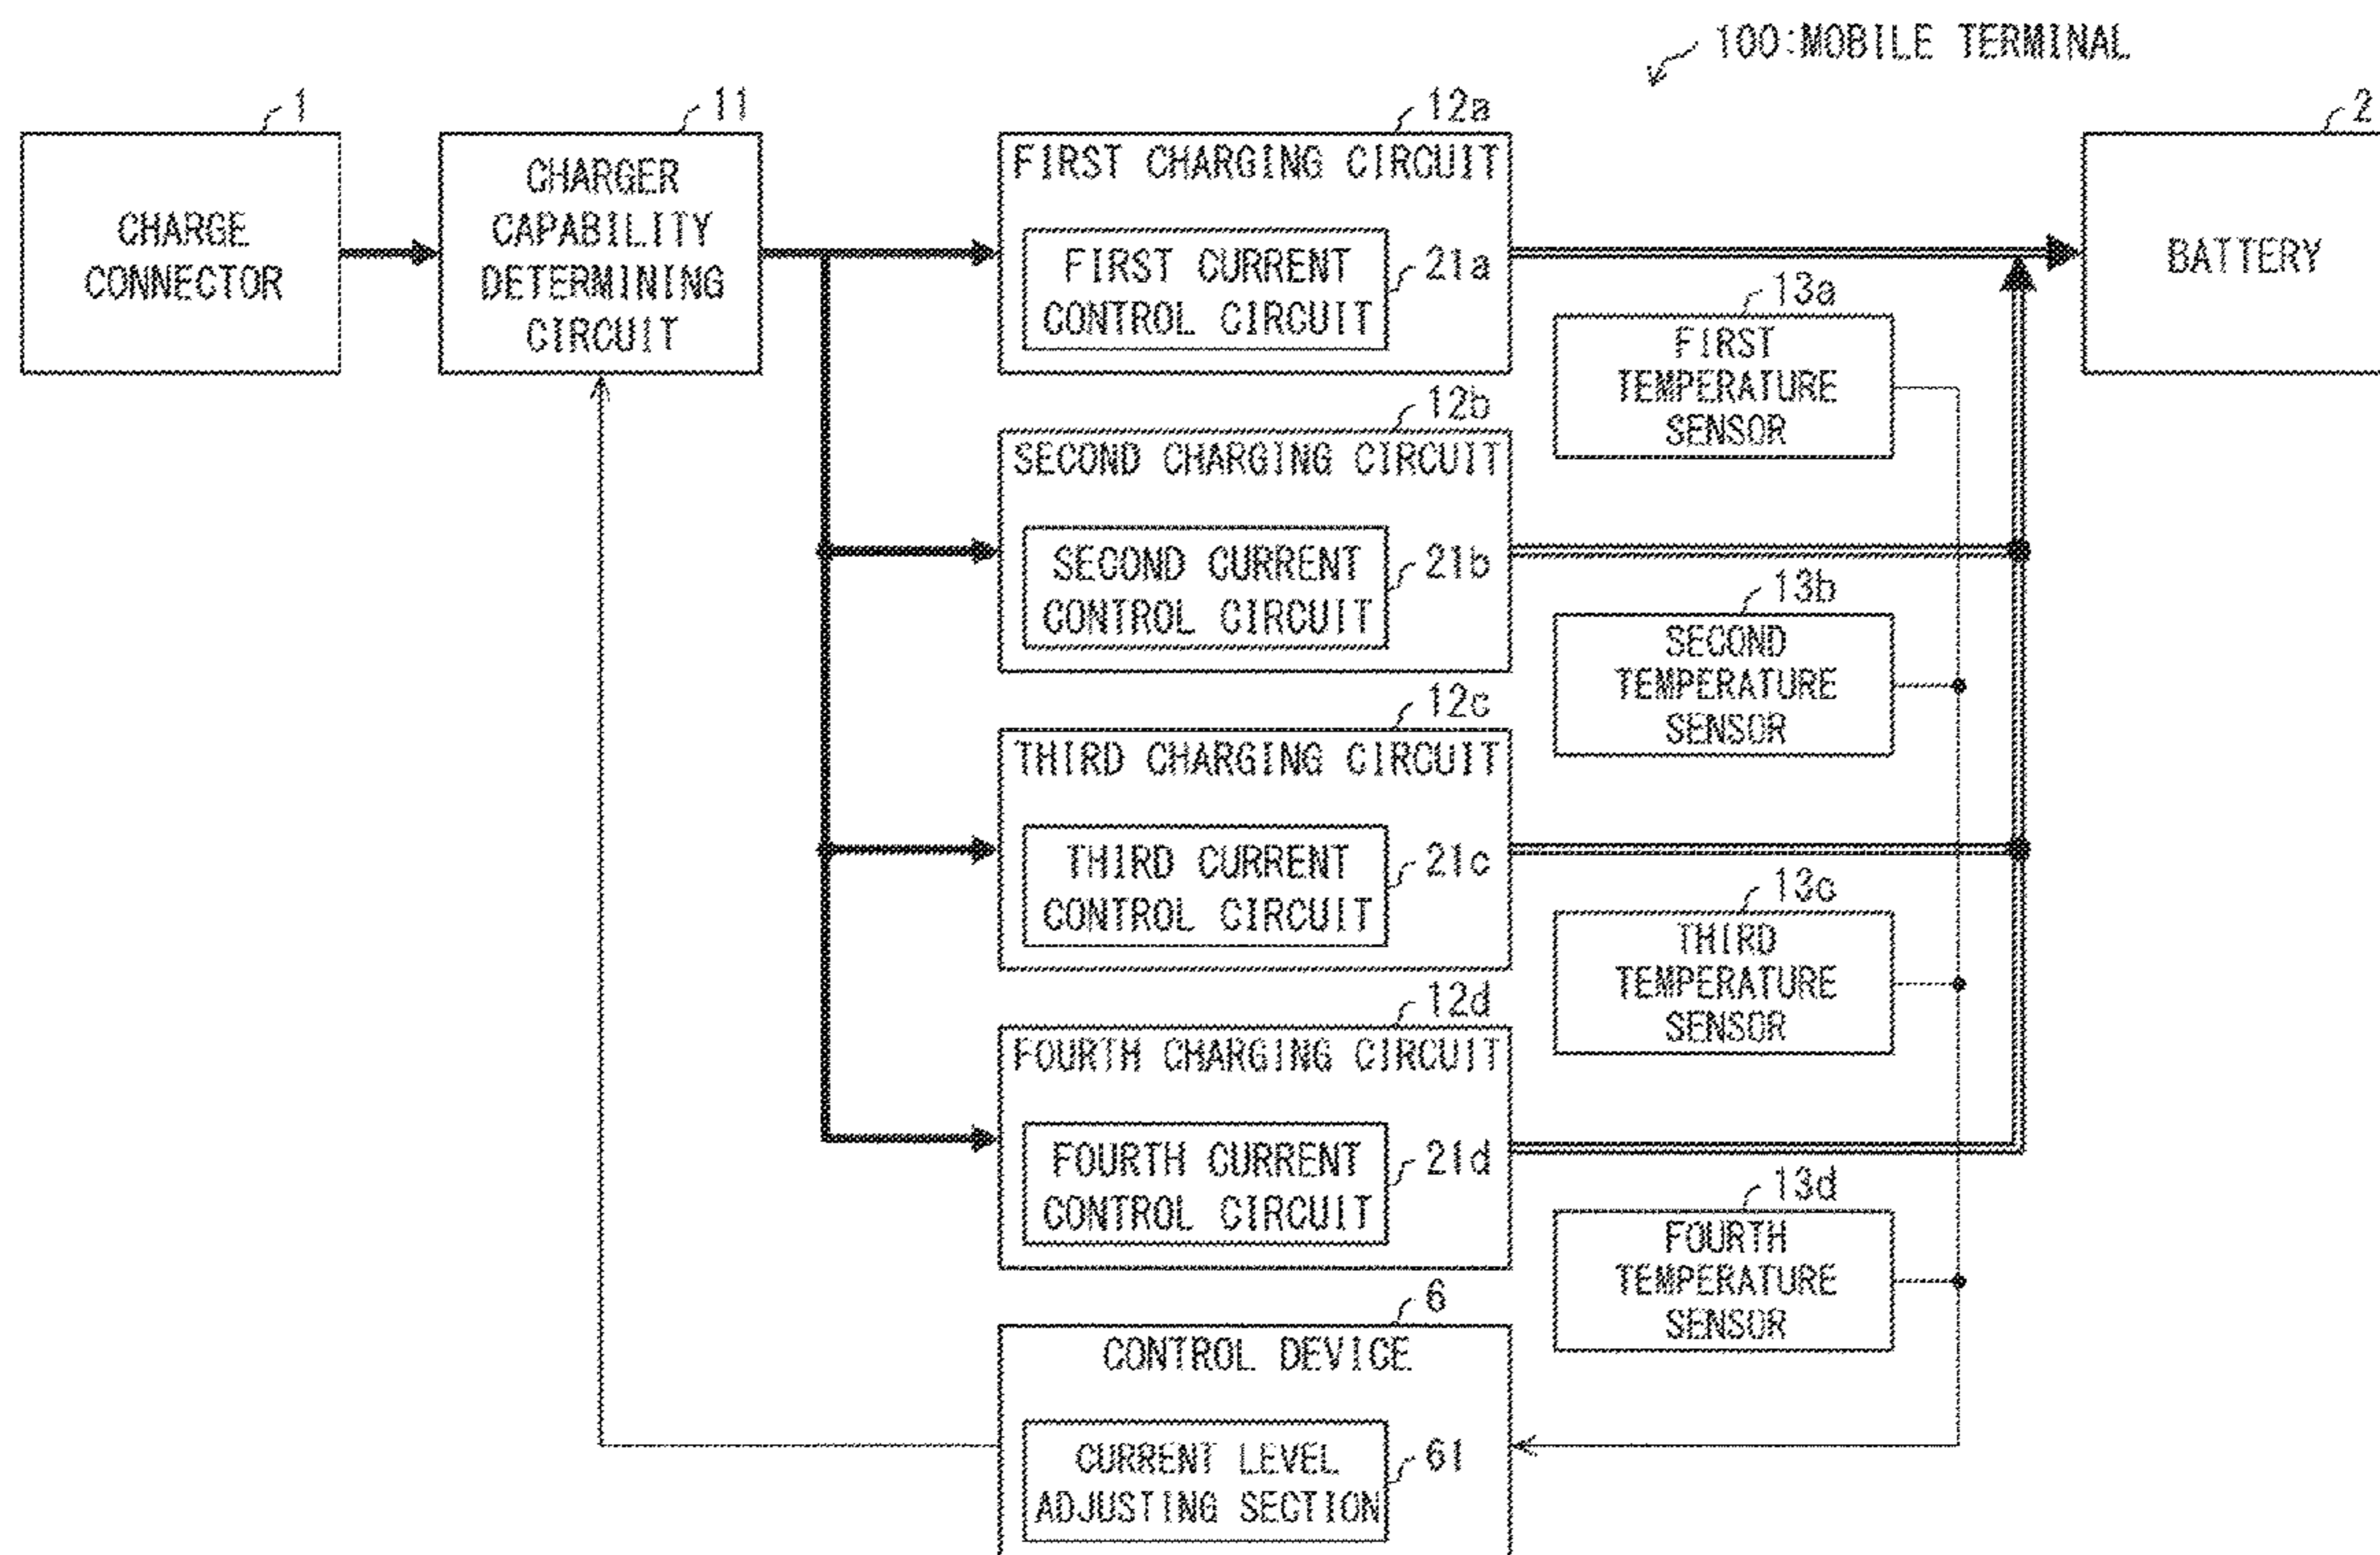 100:MOBILE TERMINAL
1
CHARGE
CONNECTOR
11
CHARGER
CAPABILITY
DETERMINING
CIRCUIT
12a
FIRST CHARGING CIRCUIT
FIRST CURRENT
CONTROL CIRCUIT
21a
2
BATTERY
13a
FIRST
TEMPERATURE
SENSOR
12b
SECOND CHARGING CIRCUIT
SECOND CURRENT
CONTROL CIRCUIT
21b
13b
SECOND
TEMPERATURE
SENSOR
12c
THIRD CHARGING CIRCUIT
THIRD CURRENT
CONTROL CIRCUIT
21c
13c
THIRD
TEMPERATURE
SENSOR
12d
FOURTH CHARGING CIRCUIT
FOURTH CURRENT
CONTROL CIRCUIT
21d
13d
FOURTH
TEMPERATURE
SENSOR
6
CONTROL DEVICE
CURRENT LEVEL
ADJUSTING SECTION
61